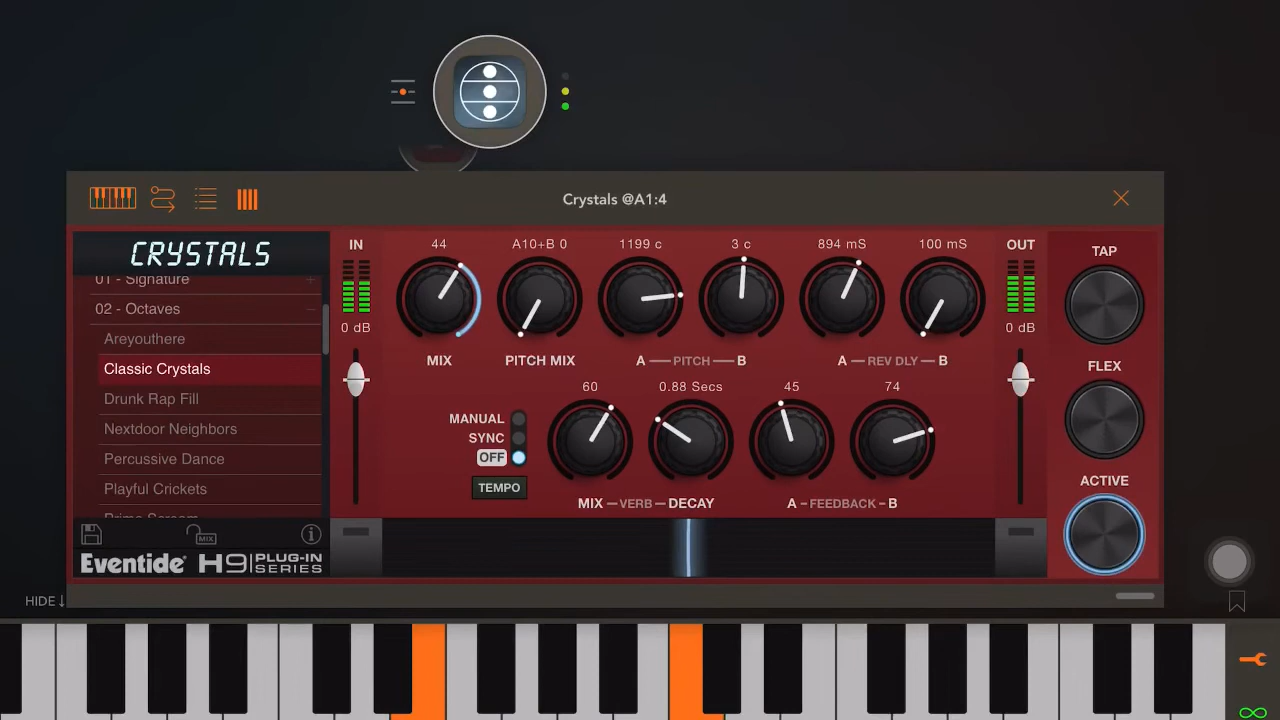 Crystals @A1:4
CRYSTALS
01 - Signature
02 - Octaves
Areyouthere
Classic Crystals
Drunk Rap Fill
Nextdoor Neighbors
Percussive Dance
Playful Crickets
Prime Scream
MIX
Eventide® H9 PLUG-IN SERIES
IN
0 dB
44 A10+B 0 1199 c 3 c 894 mS 100 mS
MIX PITCH MIX A PITCH B A REV DLY B
60 0.88 Secs 45 74
MANUAL
SYNC
OFF
TEMPO
MIX VERB DECAY A FEEDBACK B
OUT
0 dB
TAP
FLEX
ACTIVE
HIDE↓